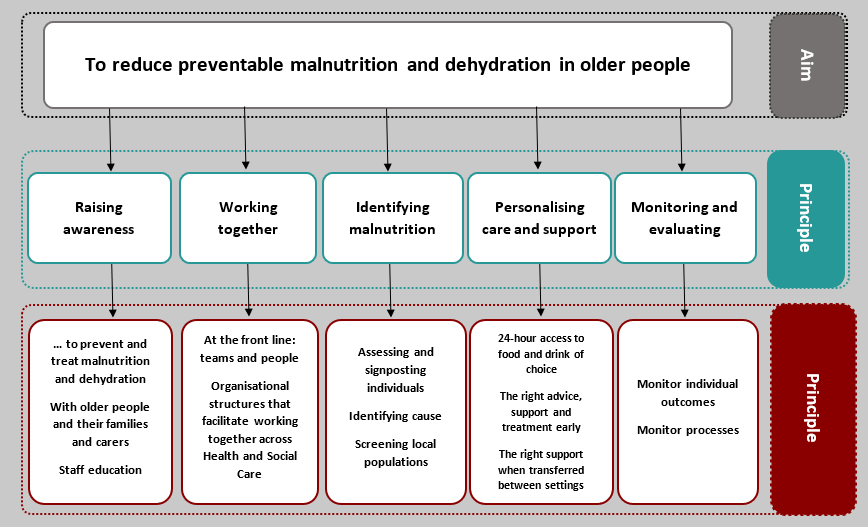 To reduce preventable malnutrition and dehydration in older people
Aim
Raising
awareness
Working
together
Identifying
malnutrition
Personalising
care and support
Monitoring and
evaluating
Principle
... to prevent and
treat malnutrition
and dehydration
With older people
and their families
and carers
Staff education
At the front line:
teams and people
Organisational
structures that
facilitate working
together across
Health and Social
Care
Assessing and
signposting
individuals
Identifying cause
Screening local
populations
24-hour access to
food and drink of
choice
The right advice,
support and
treatment early
The right support
when transferred
between settings
Monitor individual
outcomes
Monitor processes
Principle